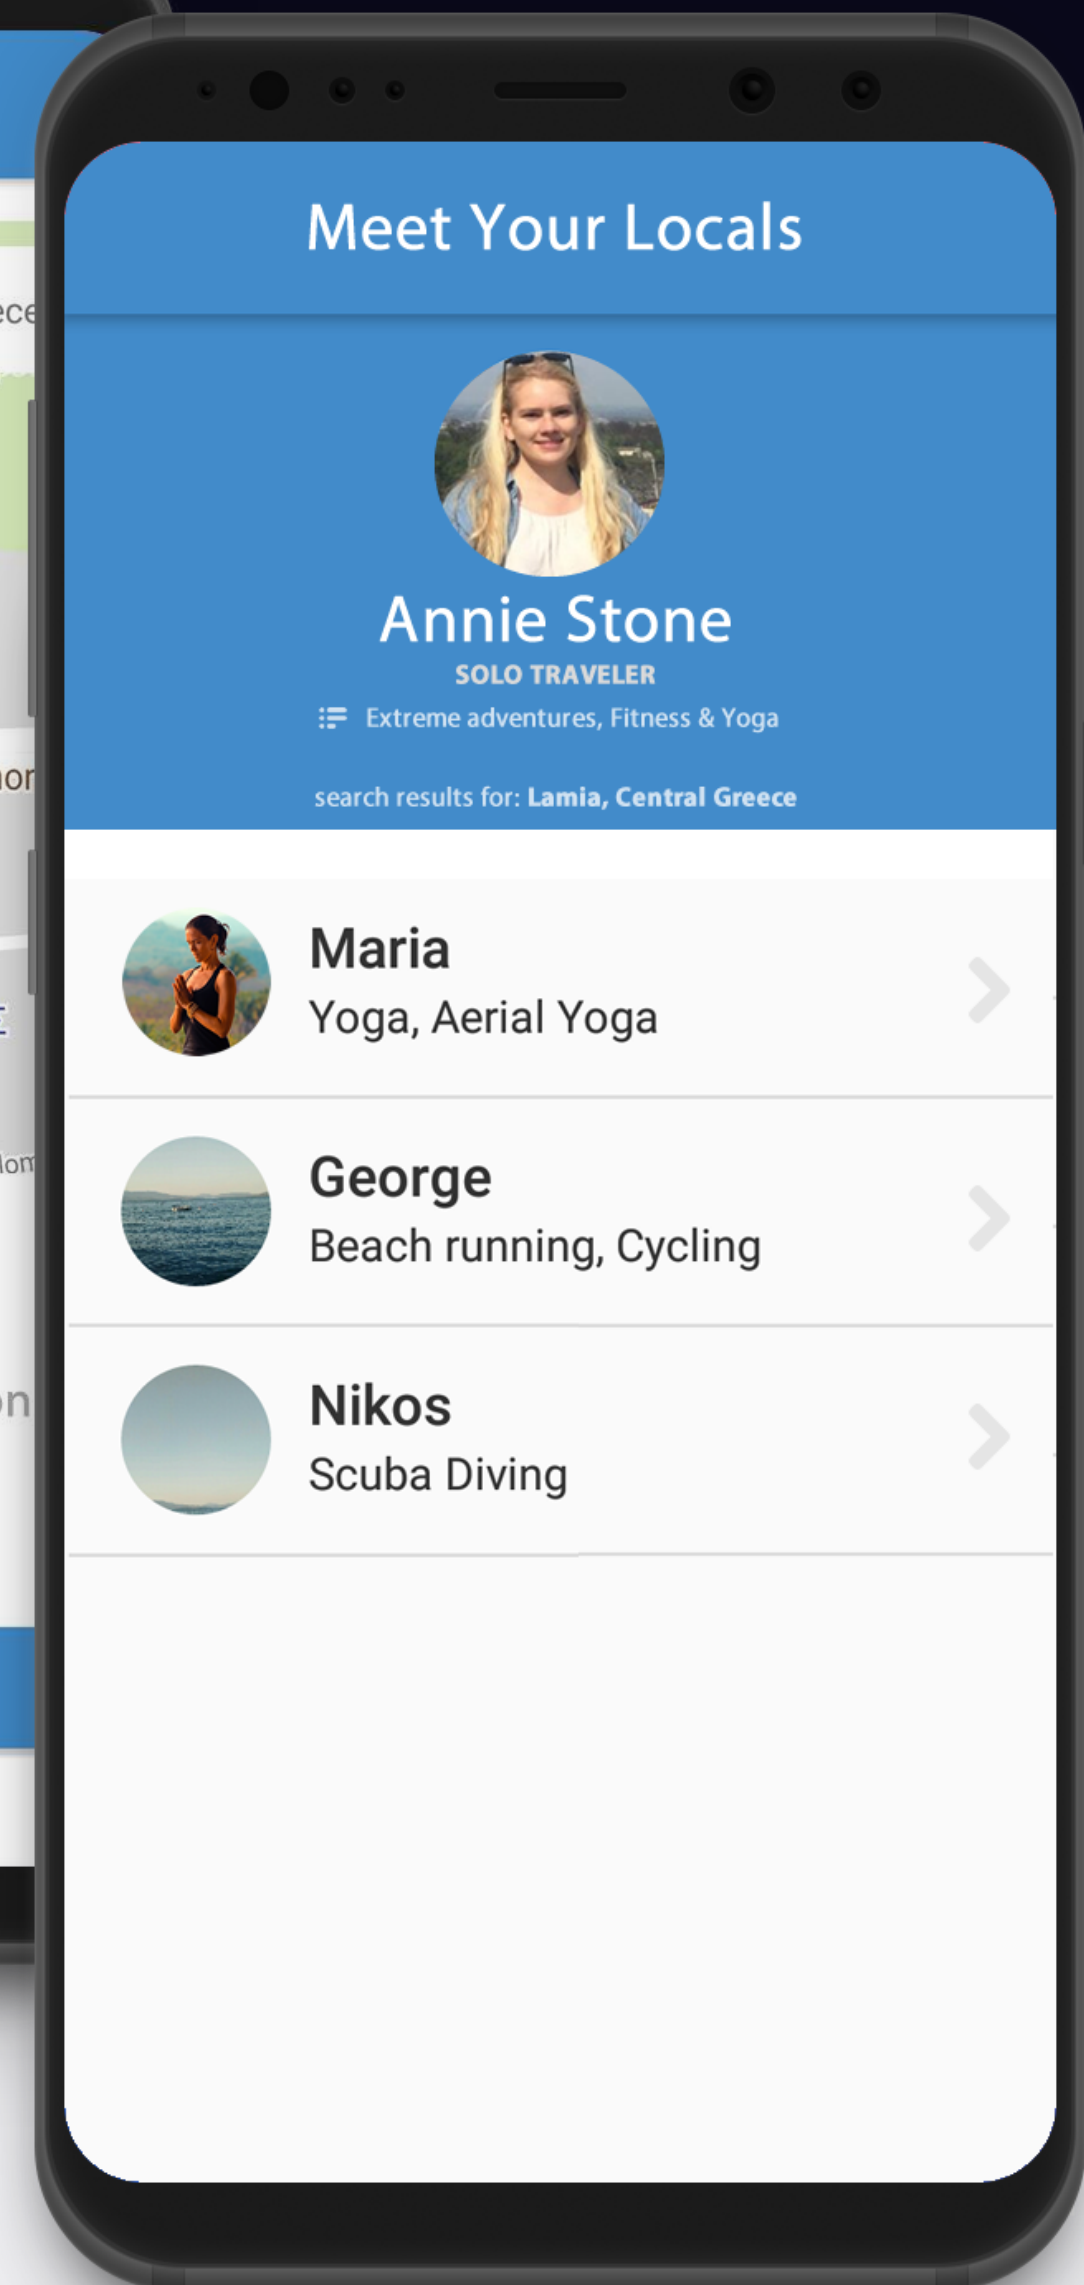 Meet Your Locals
Annie Stone
SOLO TRAVELER
Extreme adventures, Fitness & Yoga
search results for: Lamia, Central Greece
Maria
Yoga, Aerial Yoga
George
Beach running, Cycling
Nikos
Scuba Diving